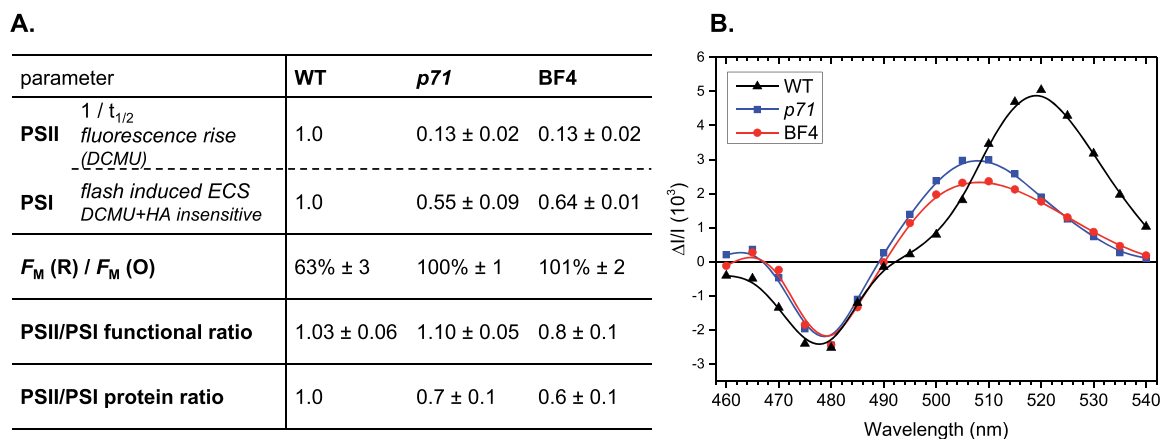 A.
parameter WT p71 BF4
PSII 1 / t1/2 fluorescence rise (DCMU) 1.0 0.13 ± 0.02 0.13 ± 0.02
PSI flash induced ECS DCMU+HA insensitive 1.0 0.55 ± 0.09 0.64 ± 0.01
FM (R) / FM (O) 63% ± 3 100% ± 1 101% ± 2
PSII/PSI functional ratio 1.03 ± 0.06 1.10 ± 0.05 0.8 ± 0.1
PSII/PSI protein ratio 1.0 0.7 ± 0.1 0.6 ± 0.1
B.
WT
p71
BF4
ΔI/I (10³)
6
5
4
3
2
1
0
-1
-2
-3
460 470 480 490 500 510 520 530 540
Wavelength (nm)